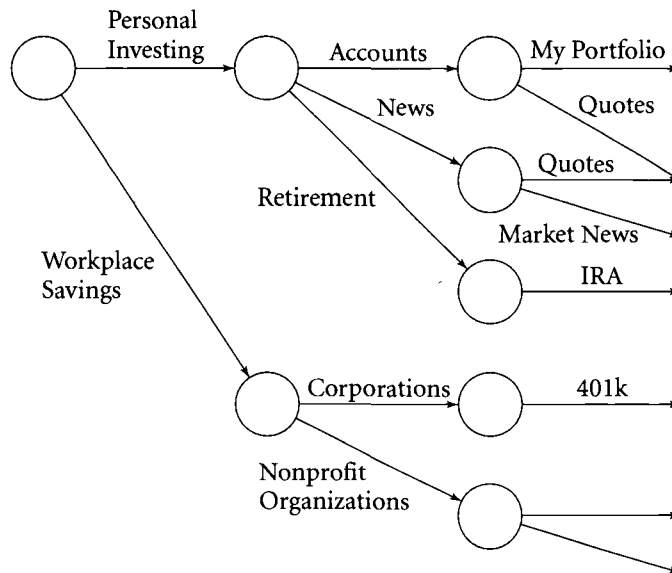 Personal
Investing
Accounts
My Portfolio
News
Quotes
Quotes
Retirement
Market News
Workplace
Savings
IRA
Corporations
401k
Nonprofit
Organizations